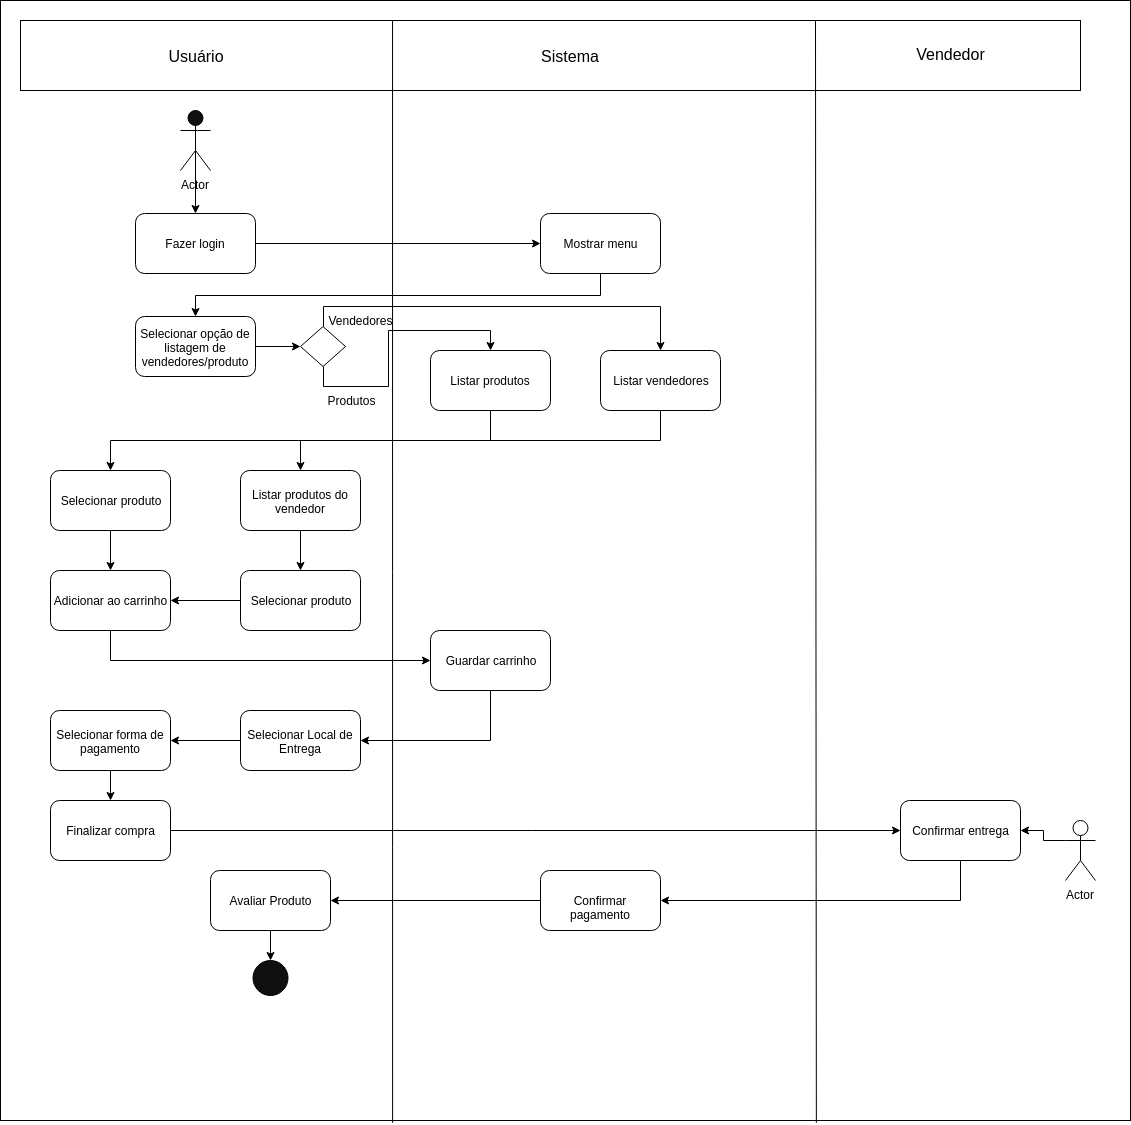 Usuário
Sistema
Vendedor
Actor
Fazer login
Mostrar menu
Selecionar opção de
listagem de
vendedores/produto
Vendedores
Produtos
Listar produtos
Listar vendedores
Selecionar produto
Listar produtos do
vendedor
Adicionar ao carrinho
Selecionar produto
Guardar carrinho
Selecionar forma de
pagamento
Selecionar Local de
Entrega
Finalizar compra
Confirmar entrega
Actor
Avaliar Produto
Confirmar
pagamento